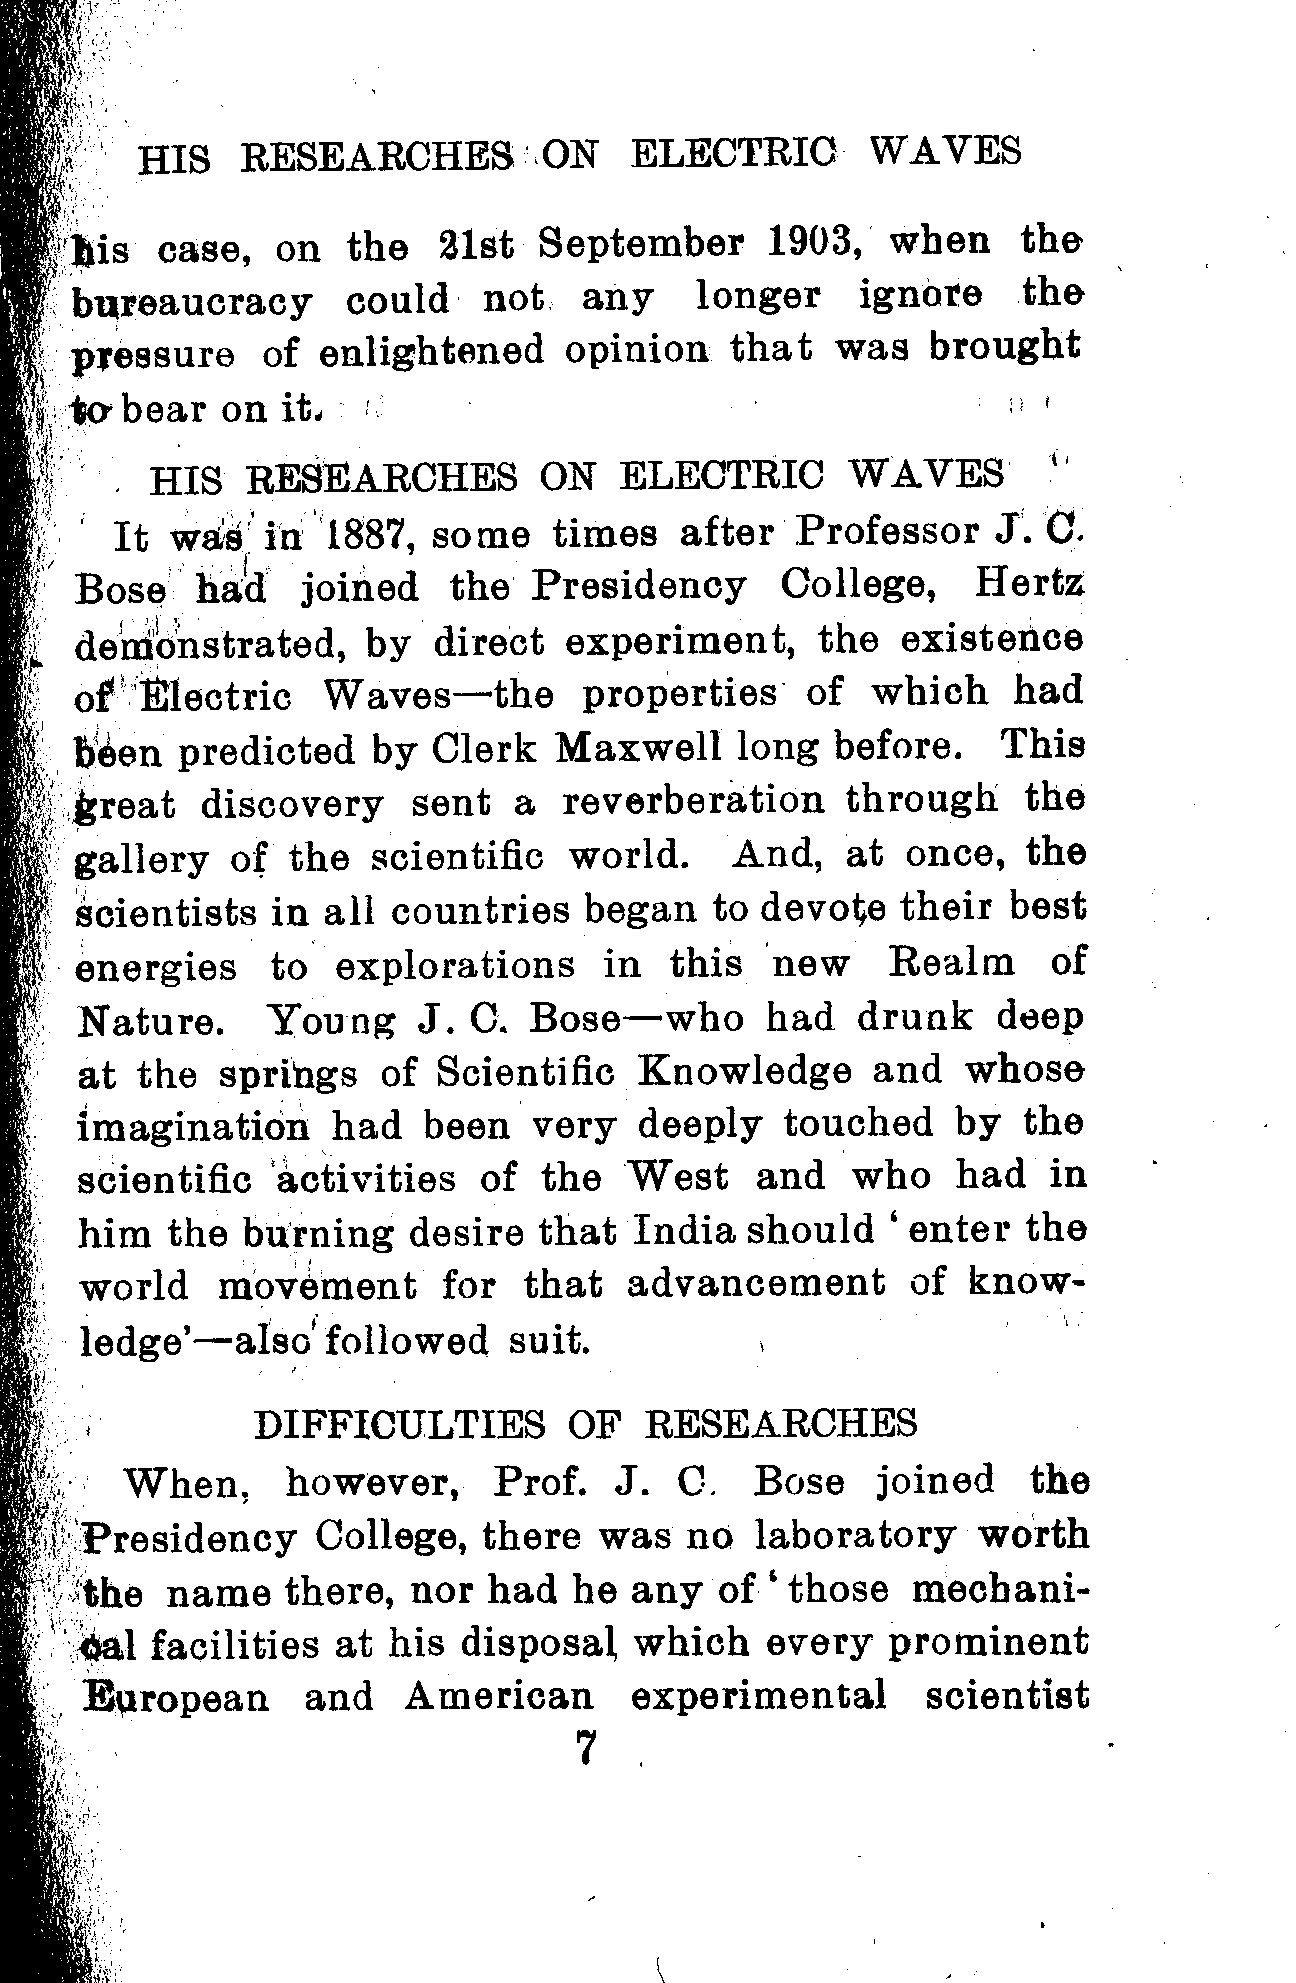 HIS RESEARCHES ON ELECTRIC WAVES
his case, on the 21st September 1903, when the
bureaucracy could not any longer ignore the
pressure of enlightened opinion that was brought
to bear on it.
HIS RESEARCHES ON ELECTRIC WAVES
It was in 1887, some times after Professor J. C.
Bose had joined the Presidency College, Hertz
demonstrated, by direct experiment, the existence
of Electric Waves—the properties of which had
been predicted by Clerk Maxwell long before. This
great discovery sent a reverberation through the
gallery of the scientific world. And, at once, the
scientists in all countries began to devote their best
energies to explorations in this new Realm of
Nature. Young J. C. Bose—who had drunk deep
at the springs of Scientific Knowledge and whose
imagination had been very deeply touched by the
scientific activities of the West and who had in
him the burning desire that India should ‘ enter the
world movement for that advancement of know-
ledge’—also followed suit.
DIFFICULTIES OF RESEARCHES
When, however, Prof. J. C. Bose joined the
Presidency College, there was no laboratory worth
the name there, nor had he any of ‘ those mechani-
cal facilities at his disposal, which every prominent
European and American experimental scientist
7